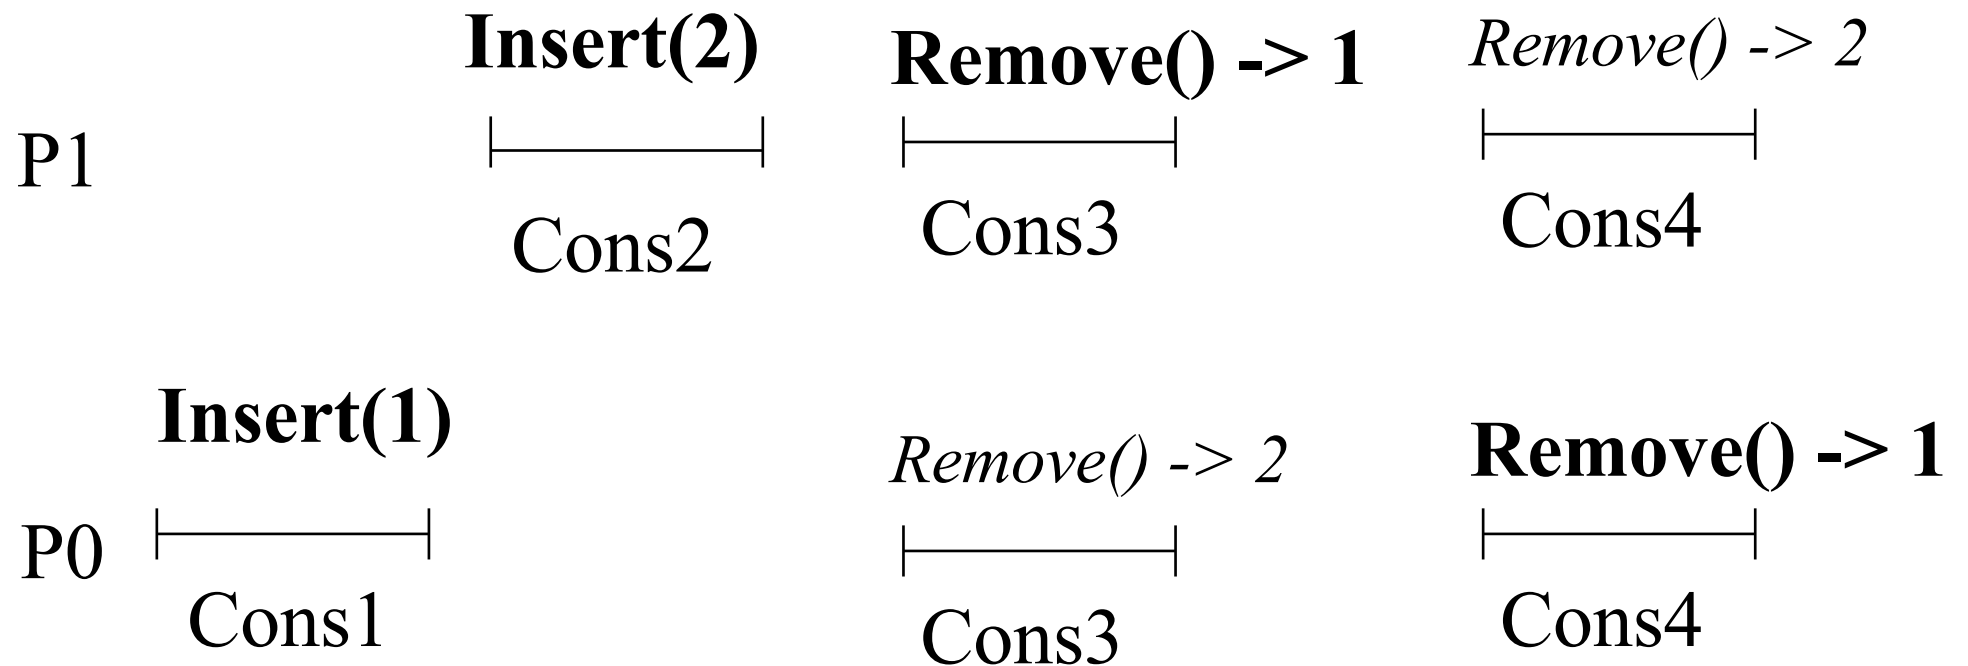 Insert(2)
Remove() -> 1
Remove() -> 2
P1
Cons2
Cons3
Cons4
Insert(1)
Remove() -> 2
Remove() -> 1
P0
Cons1
Cons3
Cons4